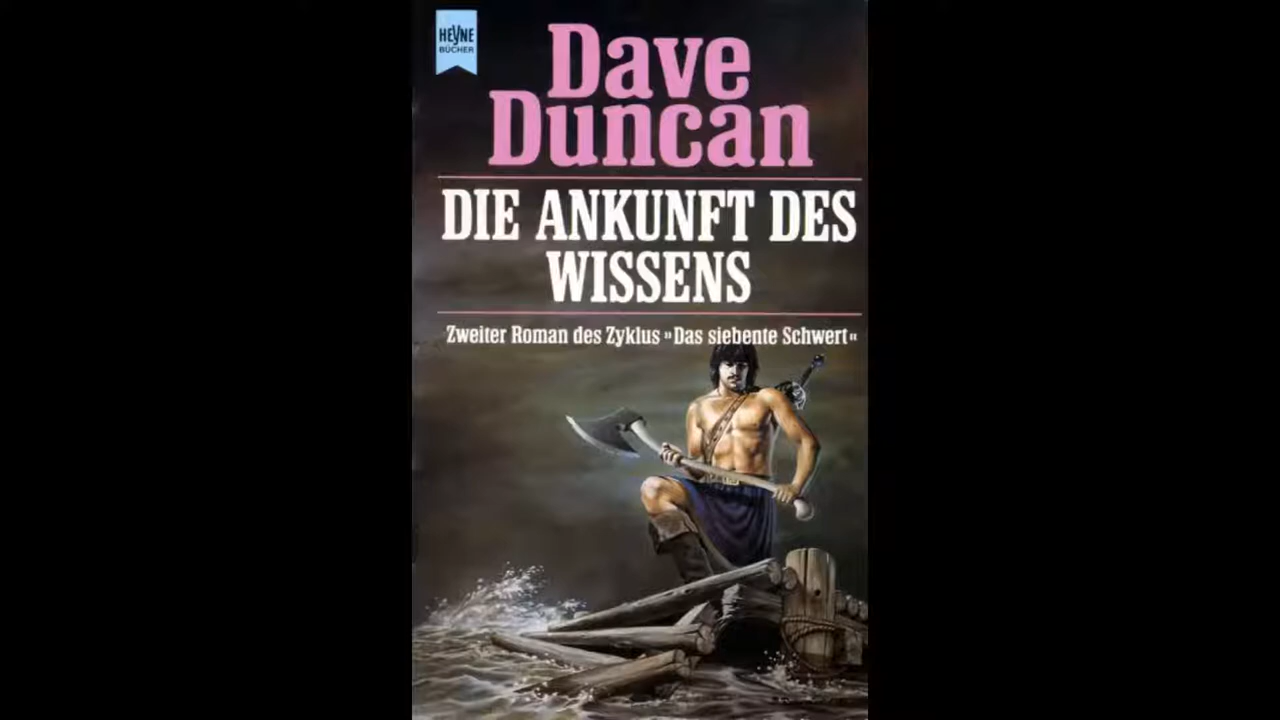 HEYNE
BÜCHER
Dave
Duncan
DIE ANKUNFT DES
WISSENS
Zweiter Roman des Zyklus »Das siebente Schwert«